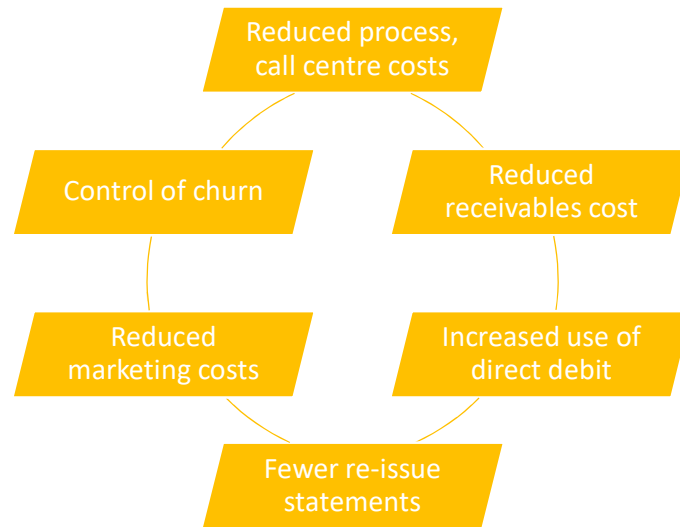 Reduced process,
call centre costs
Reduced
receivables cost
Increased use of
direct debit
Fewer re-issue
statements
Reduced
marketing costs
Control of churn